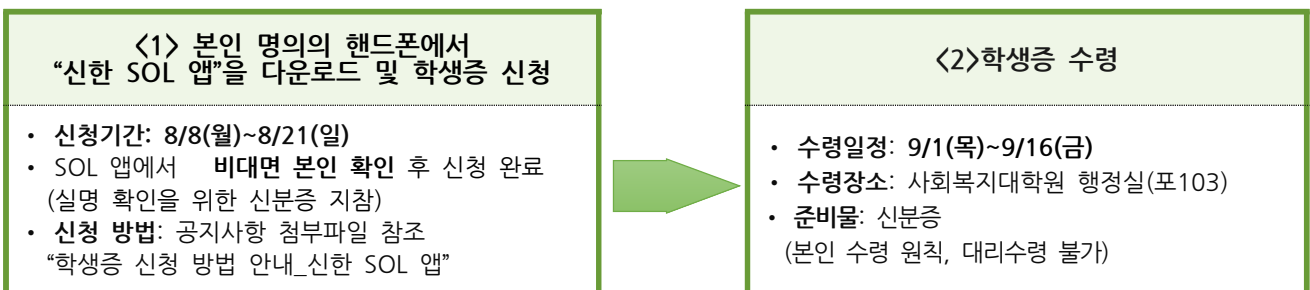 <1> 본인 명의의 핸드폰에서
“신한 SOL 앱”을 다운로드 및 학생증 신청
• 신청기간: 8/8(월)~8/21(일)
• SOL 앱에서 비대면 본인 확인 후 신청 완료
(실명 확인을 위한 신분증 지참)
• 신청 방법: 공지사항 첨부파일 참조
“학생증 신청 방법 안내_신한 SOL 앱”
<2>학생증 수령
• 수령일정: 9/1(목)~9/16(금)
• 수령장소: 사회복지대학원 행정실(포103)
• 준비물: 신분증
(본인 수령 원칙, 대리수령 불가)